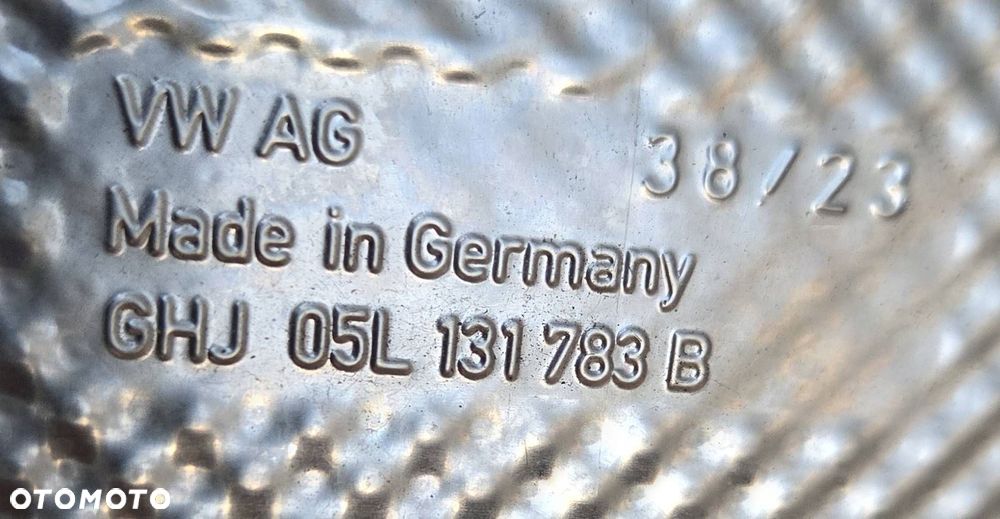 VW AG
38/23
Made in Germany
GHJ 05L 131 783 B
OTOMOTO